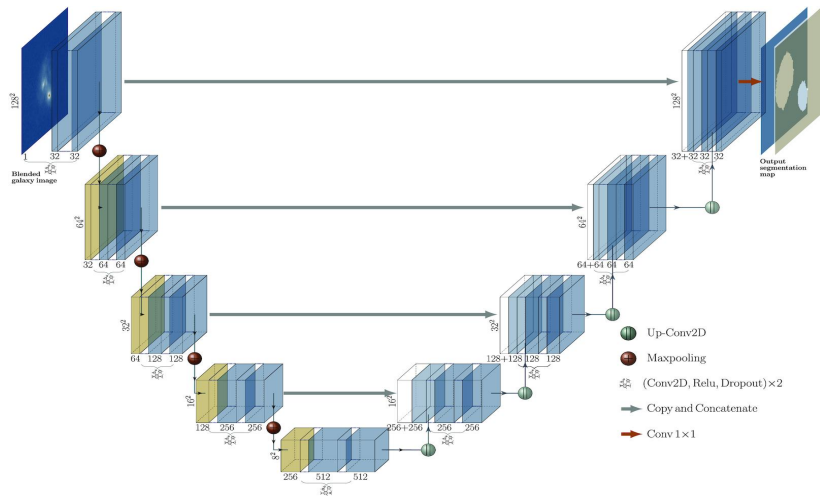 128²
1 32 32
Blended
galaxy image
128²
32+32 32 32
Output
segmentation
map
64²
32 64 64
64²
64+64 64 64
32²
64 128 128
32²
128+128 128 128
16²
128 256 256
16²
256+256 256 256
8²
256 512 512
Up-Conv2D
Maxpooling
(Conv2D, Relu, Dropout)×2
Copy and Concatenate
Conv 1×1